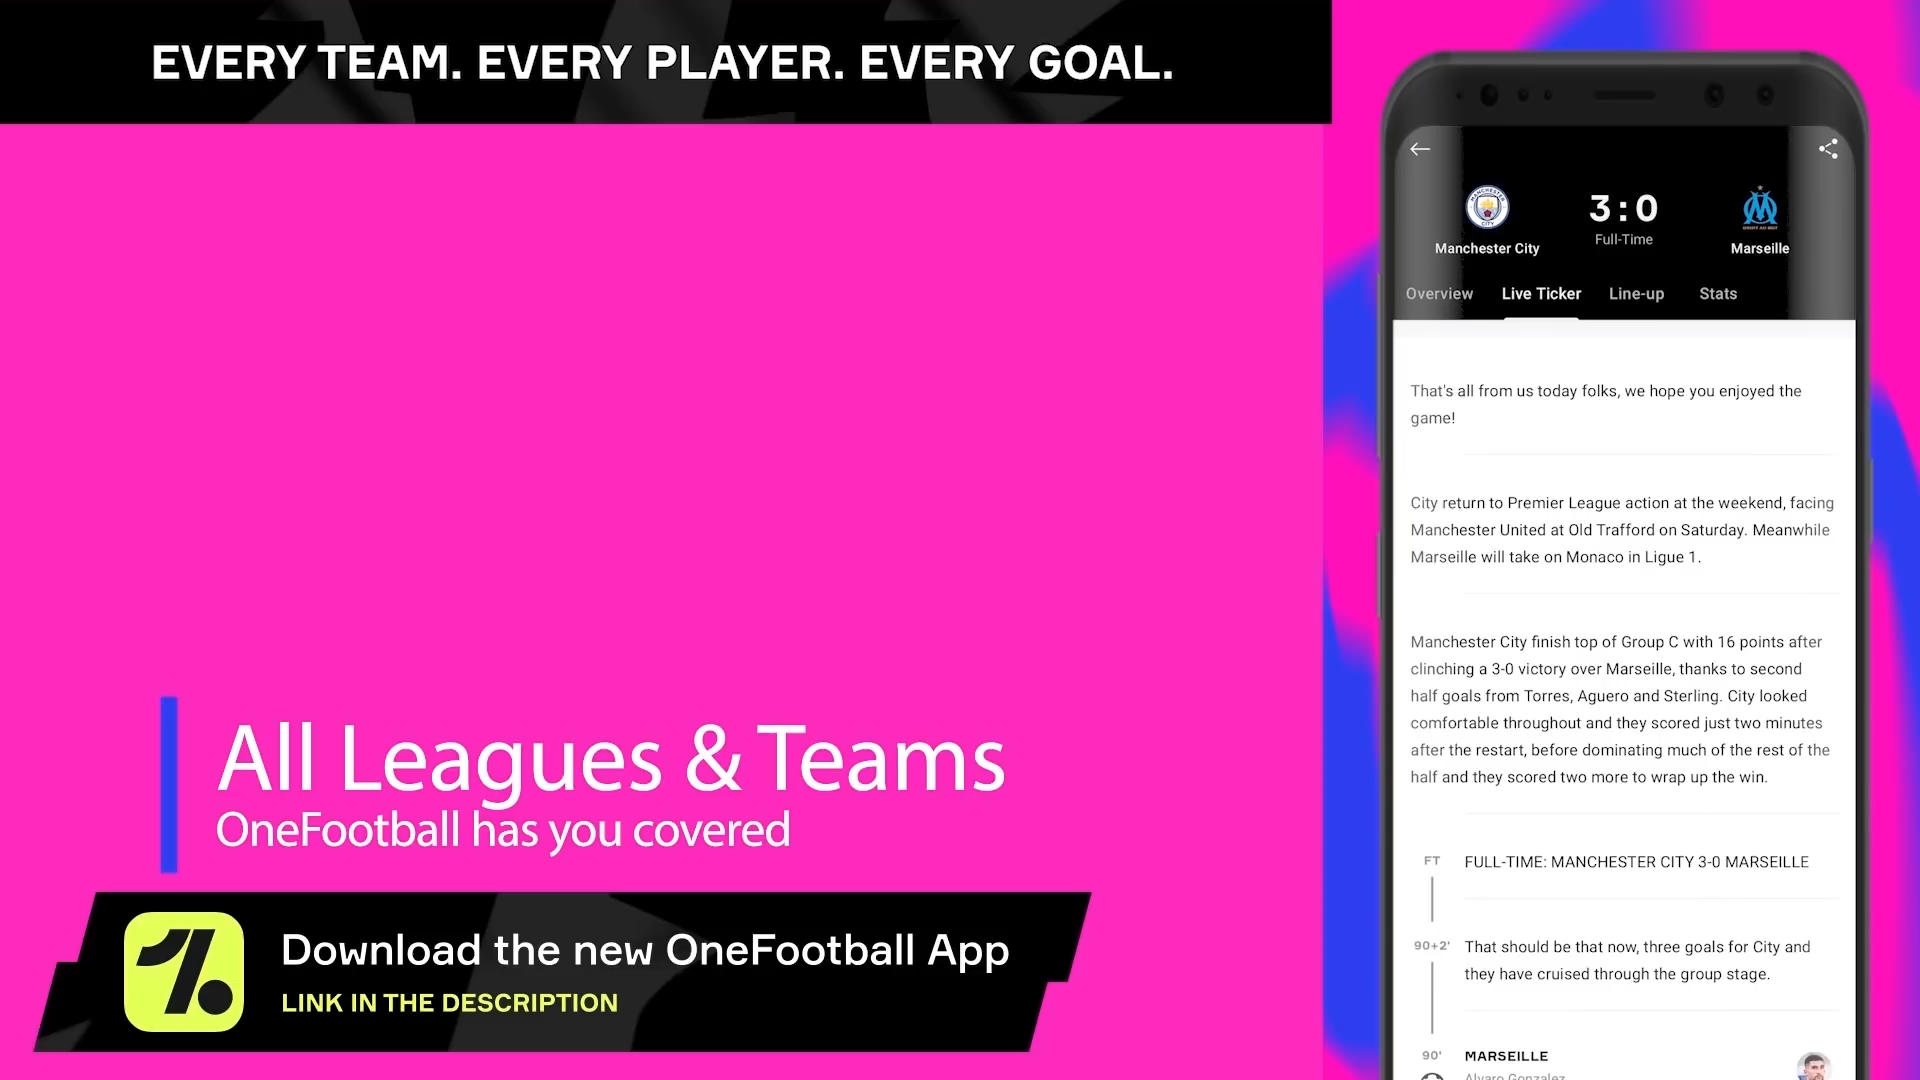 EVERY TEAM. EVERY PLAYER. EVERY GOAL.
All Leagues & Teams
OneFootball has you covered
Download the new OneFootball App
LINK IN THE DESCRIPTION
3:0
Full-Time
Manchester City
Marseille
Overview Live Ticker Line-up Stats
That's all from us today folks, we hope you enjoyed the
game!
City return to Premier League action at the weekend, facing
Manchester United at Old Trafford on Saturday. Meanwhile
Marseille will take on Monaco in Ligue 1.
Manchester City finish top of Group C with 16 points after
clinching a 3-0 victory over Marseille, thanks to second
half goals from Torres, Aguero and Sterling. City looked
comfortable throughout and they scored just two minutes
after the restart, before dominating much of the rest of the
half and they scored two more to wrap up the win.
FT FULL-TIME: MANCHESTER CITY 3-0 MARSEILLE
90+2' That should be that now, three goals for City and
they have cruised through the group stage.
90' MARSEILLE
Alvaro Gonzalez